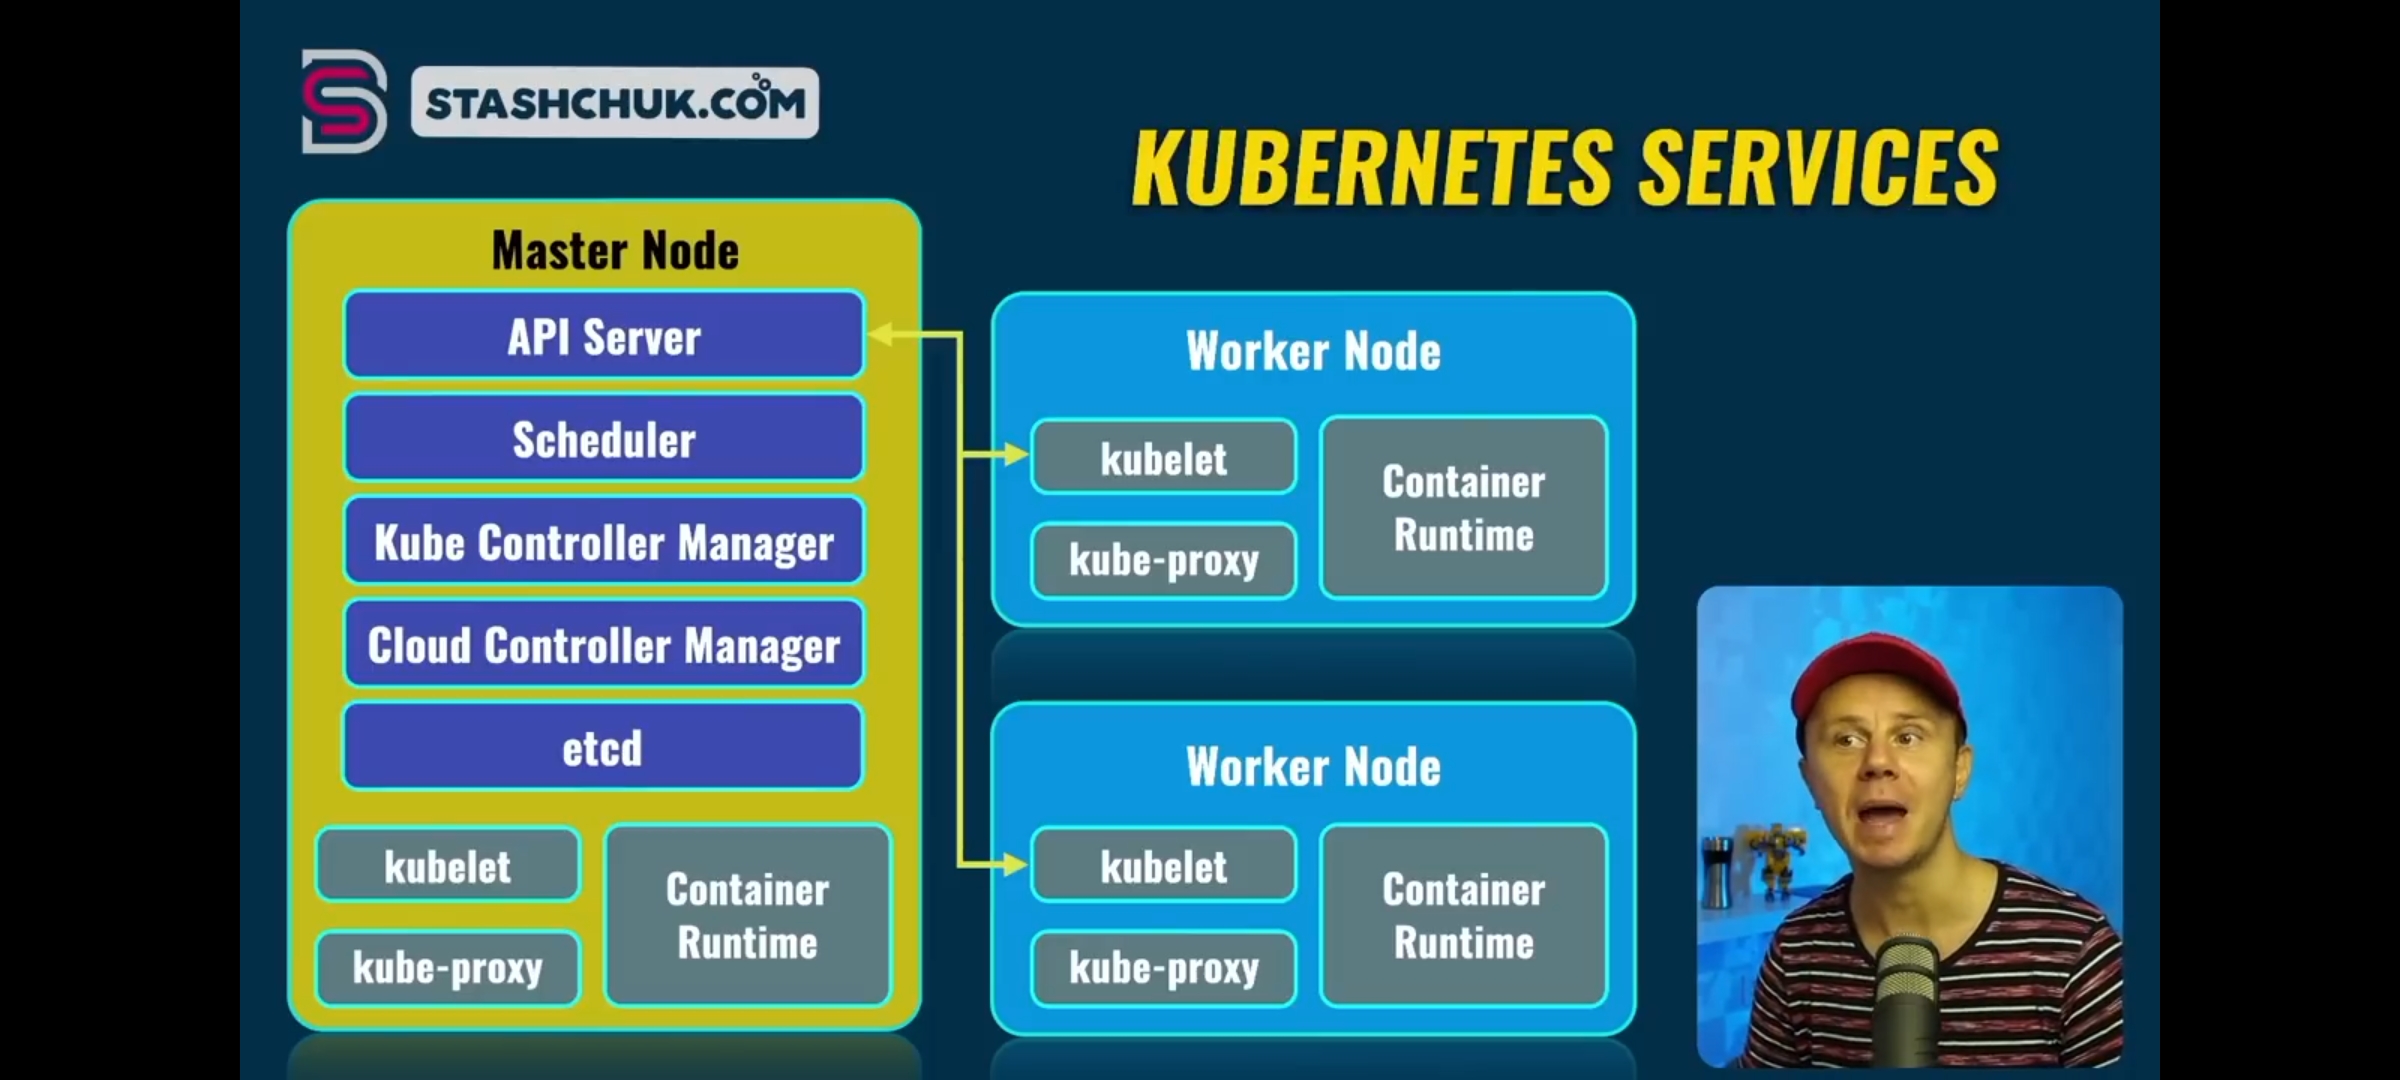 STASHCHUK.COM
KUBERNETES SERVICES
Master Node
API Server
Scheduler
Kube Controller Manager
Cloud Controller Manager
etcd
kubelet
kube-proxy
Container
Runtime
Worker Node
kubelet
kube-proxy
Container
Runtime
Worker Node
kubelet
kube-proxy
Container
Runtime